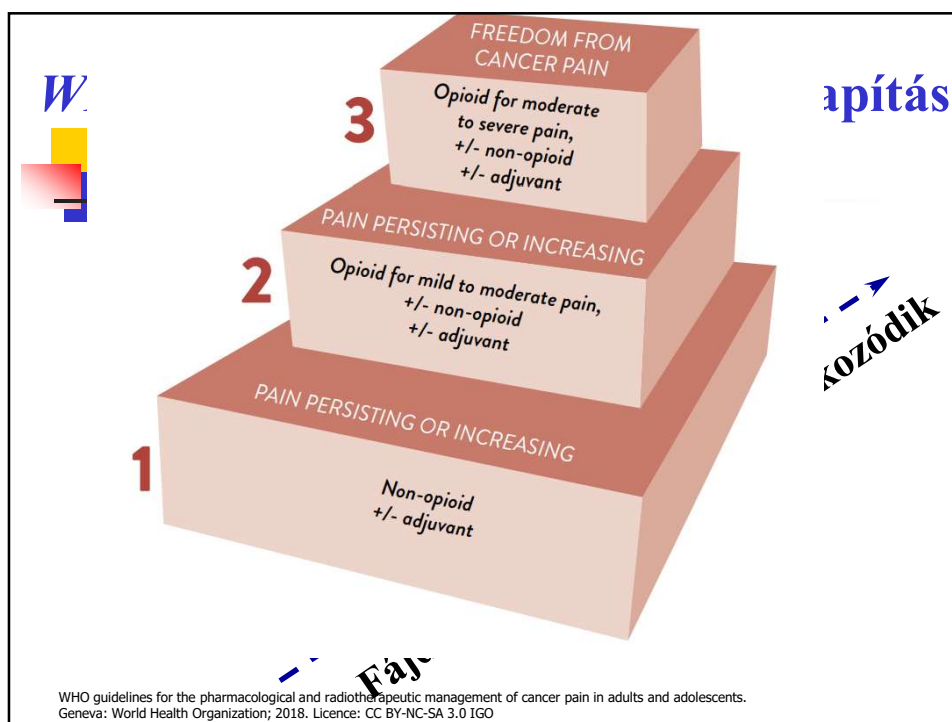 W
apítás
FREEDOM FROM
CANCER PAIN
3
Opioid for moderate
to severe pain,
+/- non-opioid
+/- adjuvant
PAIN PERSISTING OR INCREASING
2
Opioid for mild to moderate pain,
+/- non-opioid
+/- adjuvant
kozódik
PAIN PERSISTING OR INCREASING
1
Non-opioid
+/- adjuvant
Fáj
WHO guidelines for the pharmacological and radiotherapeutic management of cancer pain in adults and adolescents.
Geneva: World Health Organization; 2018. Licence: CC BY-NC-SA 3.0 IGO